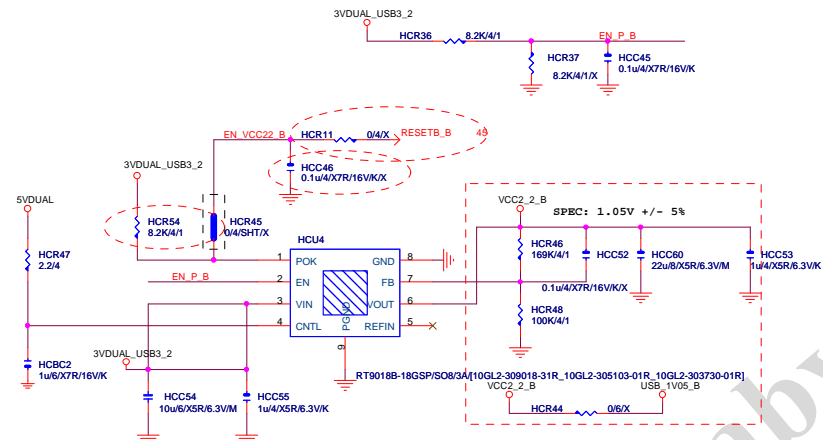 3VDUAL_USB3_2
HCR36
8.2K/4/1
EN_P_B
HCR37
8.2K/4/1/X
HCC45
0.1u/4/X7R/16V/K
EN_VCC22_B
HCR11
0/4/X
RESETB_B
45
HCC46
0.1u/4/X7R/16V/K/X
3VDUAL_USB3_2
5VDUAL
HCR54
8.2K/4/1
HCR45
0/4/SHT/X
HCR47
2.2/4
HCU4
1 POK
GND 8
EN_P_B
2 EN
FB 7
3 VIN
VOUT 6
4 CNTL
REFIN 5
PGND
9
VCC2_2_B
SPEC: 1.05V +/- 5%
HCR46
169K/4/1
HCC52
0.1u/4/X7R/16V/K/X
HCC60
22u/8/X5R/6.3V/M
HCC53
1u/4/X5R/6.3V/K
HCR48
100K/4/1
HCBC2
1u/6/X7R/16V/K
3VDUAL_USB3_2
HCC54
10u/6/X5R/6.3V/M
HCC55
1u/4/X5R/6.3V/K
RT9018B-18GSP/SO8/3A/[10GL2-309018-31R_10GL2-305103-01R_10GL2-303730-01R]
VCC2_2_B
USB_1V05_B
HCR44
0/6/X